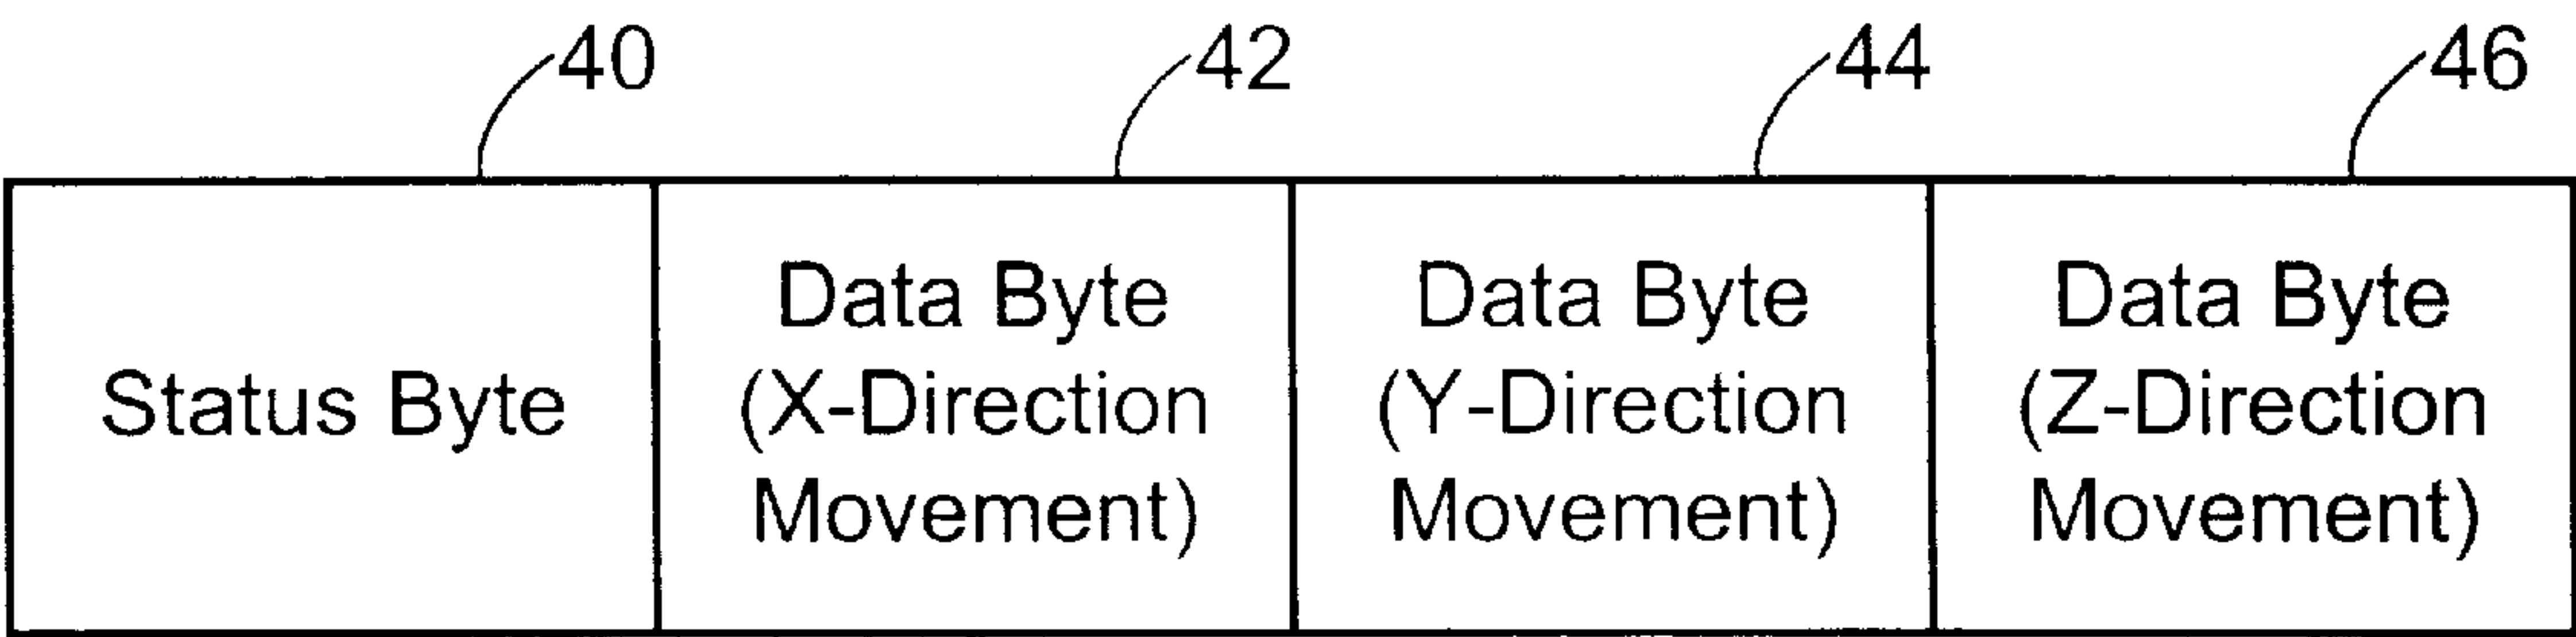 40
42
44
46
Status Byte
Data Byte
(X-Direction
Movement)
Data Byte
(Y-Direction
Movement)
Data Byte
(Z-Direction
Movement)